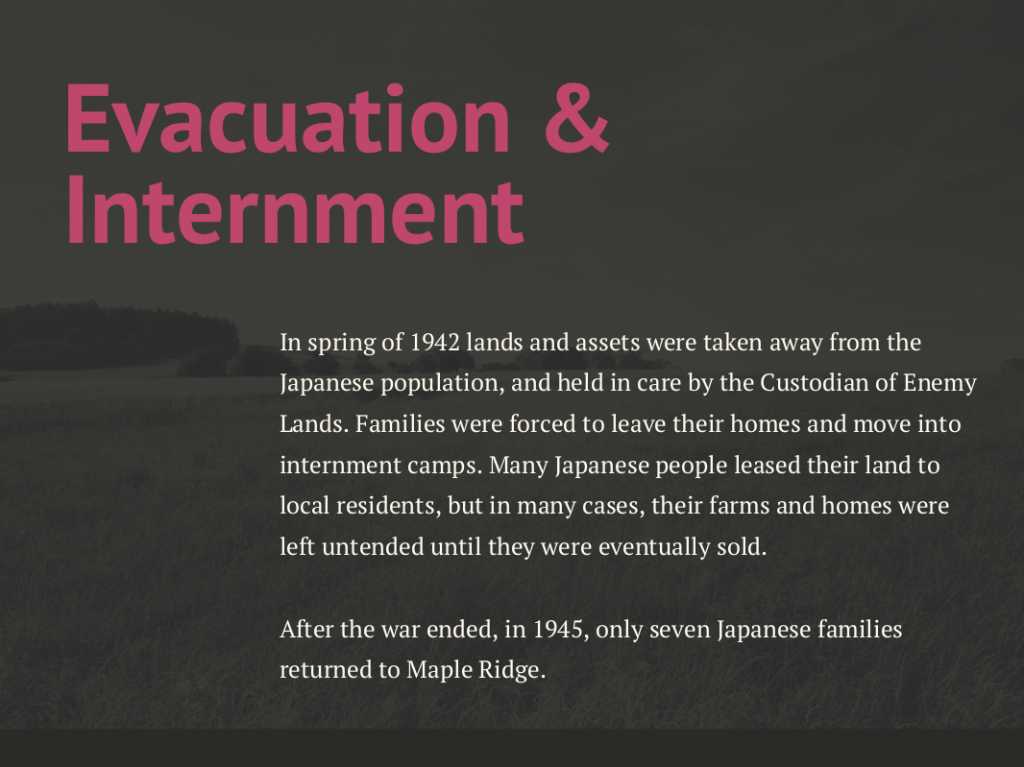 Evacuation &
Internment
In spring of 1942 lands and assets were taken away from the
Japanese population, and held in care by the Custodian of Enemy
Lands. Families were forced to leave their homes and move into
internment camps. Many Japanese people leased their land to
local residents, but in many cases, their farms and homes were
left untended until they were eventually sold.
After the war ended, in 1945, only seven Japanese families
returned to Maple Ridge.